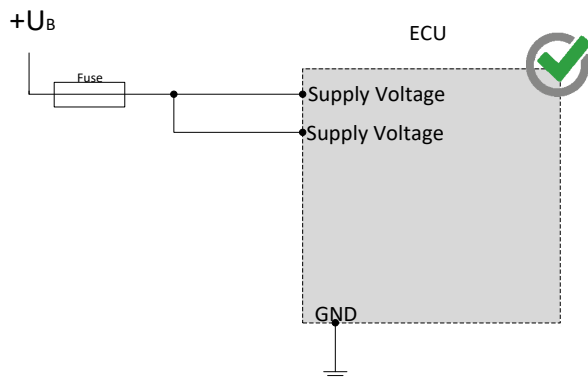 +UB
ECU
Fuse
Supply Voltage
Supply Voltage
GND